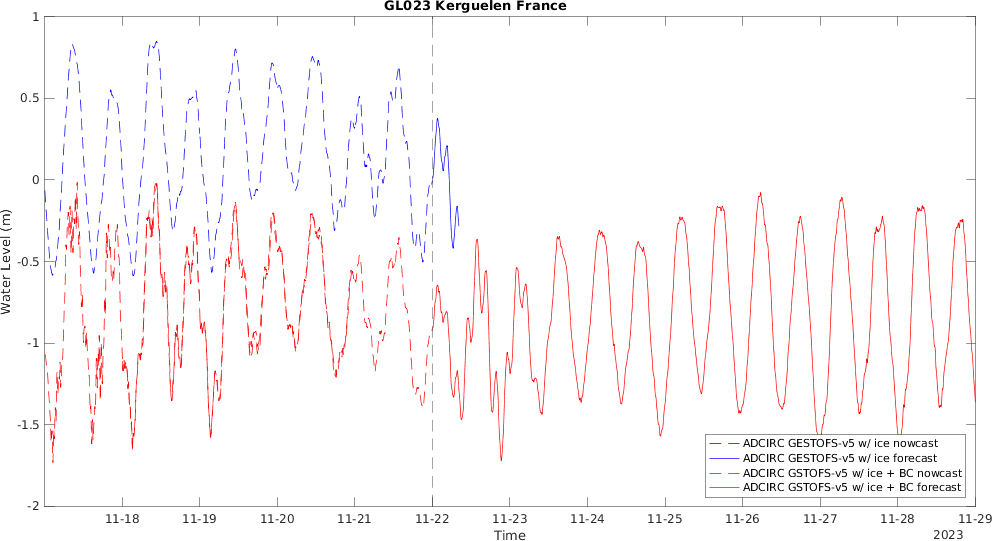 GL023 Kerguelen France
1
0.5
0
-0.5
-1
-1.5
-2
Water Level (m)
ADCIRC GESTOFS-v5 w/ ice nowcast
ADCIRC GESTOFS-v5 w/ ice forecast
ADCIRC GSTOFS-v5 w/ ice + BC nowcast
ADCIRC GSTOFS-v5 w/ ice + BC forecast
11-18 11-19 11-20 11-21 11-22 11-23 11-24 11-25 11-26 11-27 11-28 11-29
Time
2023